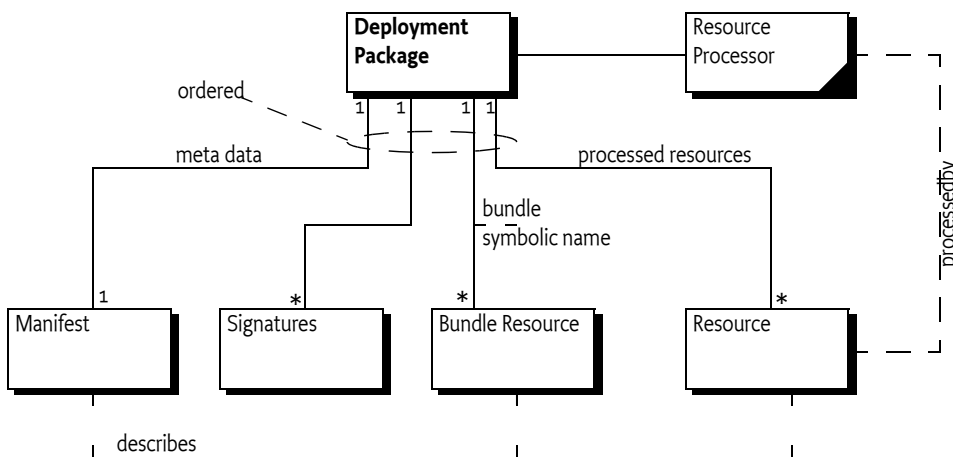 Deployment
Package
Resource
Processor
ordered
1 1 1 1
meta data
processed resources
processedby
bundle
symbolic name
1
*
*
*
Manifest
Signatures
Bundle Resource
Resource
describes